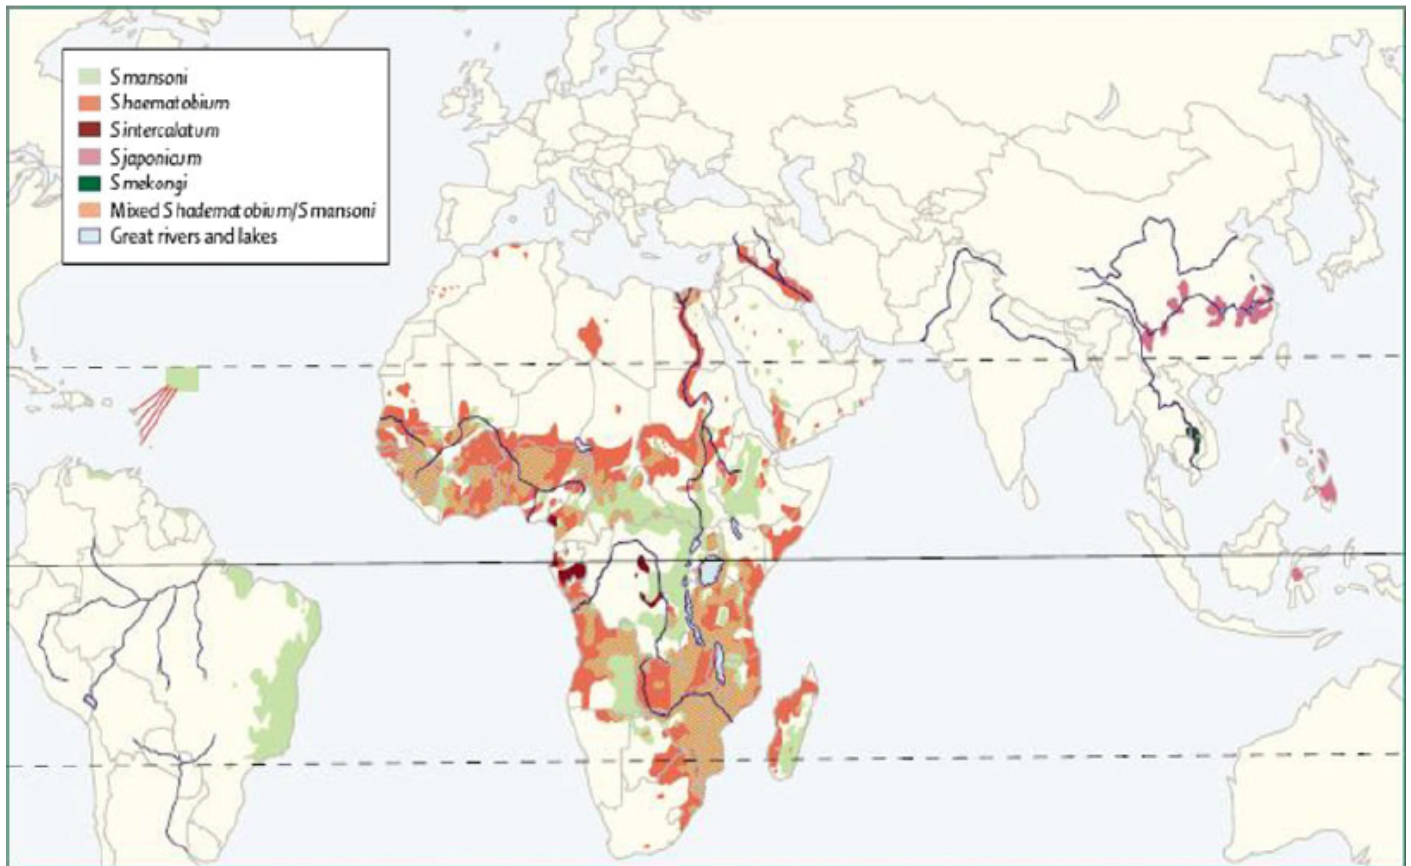 S mansoni
S haematobium
S intercalatum
S japonicum
S mekongi
Mixed S hadematobium/S mansoni
Great rivers and lakes